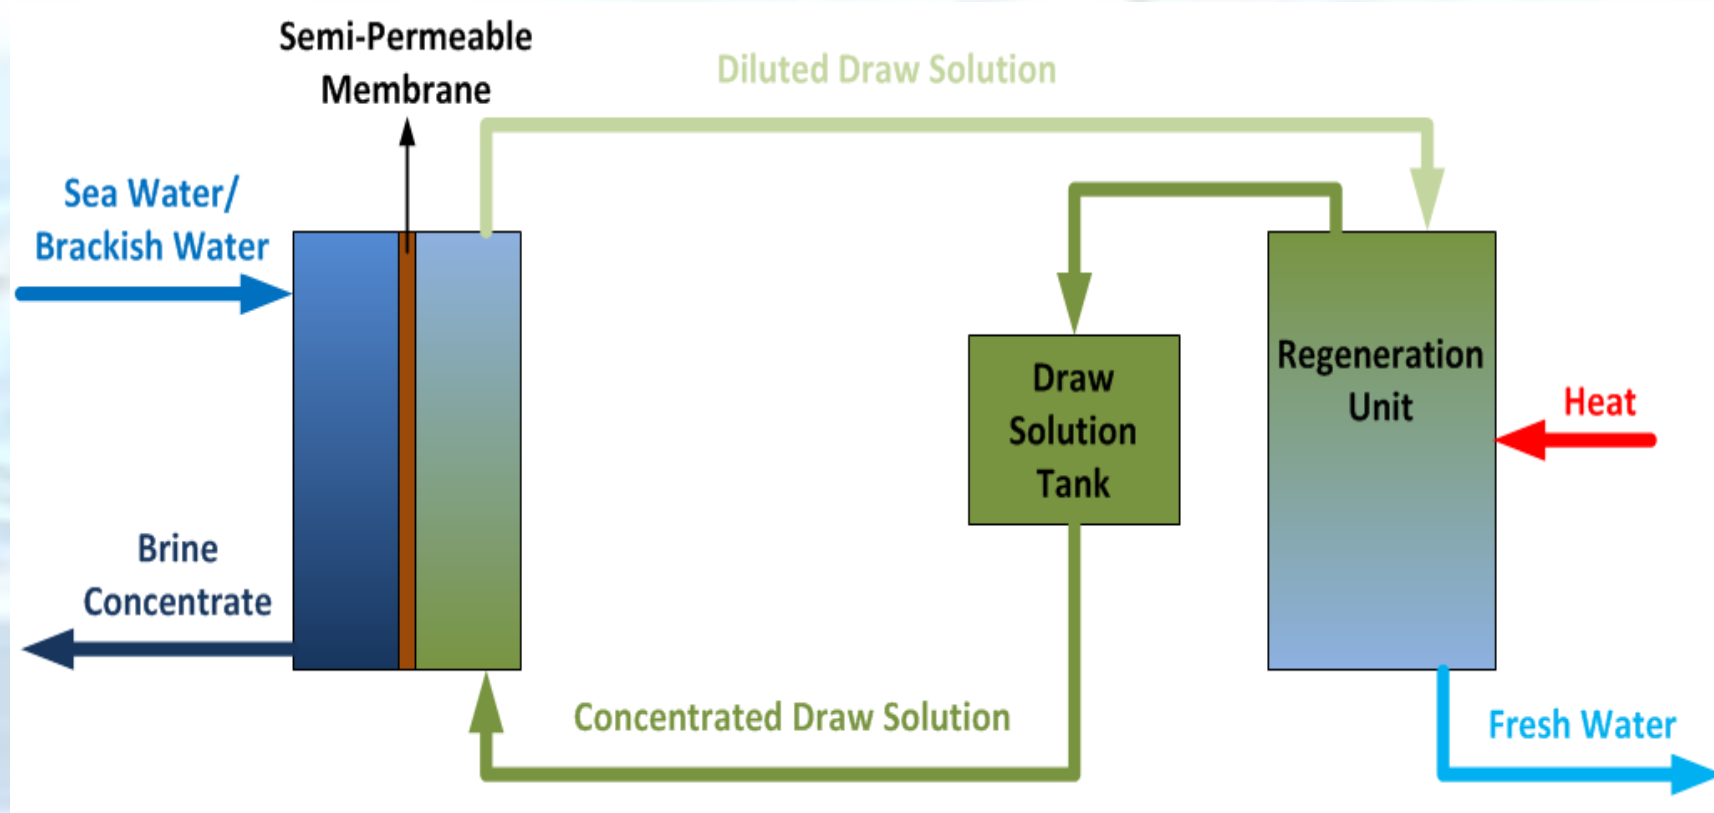 Semi-Permeable
Membrane
Diluted Draw Solution
Sea Water/
Brackish Water
Regeneration
Unit
Draw
Solution
Tank
Heat
Brine
Concentrate
Concentrated Draw Solution
Fresh Water